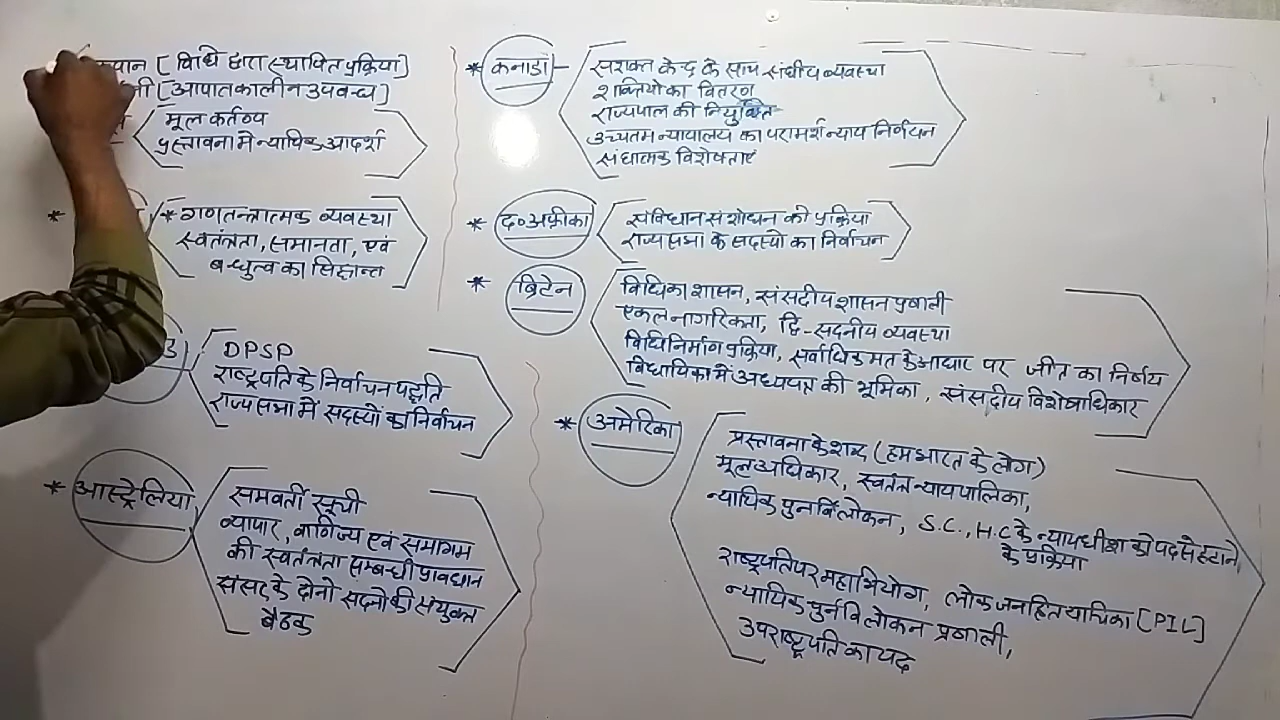 [विधि द्वारा स्थापित प्रक्रिया]
[आपातकालीन उपबन्ध]
मूल कर्तव्य
प्रस्तावना मे न्यायिक आदर्श
* * गणतन्त्रात्मक व्यवस्था
स्वतंत्रता, समानता, एवं
बन्धुत्व का सिद्धान्त
DPSP
राष्ट्रपति के निर्वाचन पद्दति
राज्यसभा में सदस्यों का निर्वाचन
* आस्ट्रेलिया
समवर्ती सूची
व्यापार, वाणिज्य एवं समागम
की स्वतंत्रता सम्बन्धी प्रावधान
संसद के दोनो सदनो की संयुक्त
बैठक
* कनाडा
सशक्त केन्द्र के साथ संघीय व्यवस्था
शक्तियो का वितरण
राज्यपाल की नियुक्ति
उच्चतम न्यायालय का परामर्श न्याय निर्णयन
संघात्मक विशेषताएं
* द॰ अफ्रीका
संविधान संशोधन की प्रक्रिया
राज्यसभा के सदस्यो का निर्वाचन
* ब्रिटेन
विधि का शासन, संसदीय शासन प्रणाली
एकल नागरिकता, द्वि-सदनीय व्यवस्था
विधि निर्माण प्रक्रिया, सर्वाधिक मत के आधार पर जीत का निर्णय
विधायिका में अध्यक्ष की भूमिका, संसदीय विशेषाधिकार
* अमेरिका
प्रस्तावना के शब्द (हम भारत के लोग)
मूल अधिकार, स्वतंत्र न्यायपालिका,
न्यायिक पुनर्विलोकन, S.C., H.C के न्यायधीश को पद से हटाने
के प्रक्रिया
राष्ट्रपति पर महाभियोग, लोक जनहित याचिका [PIL]
न्यायिक पुर्नविलोकन प्रणाली,
उपराष्ट्रपति का पद